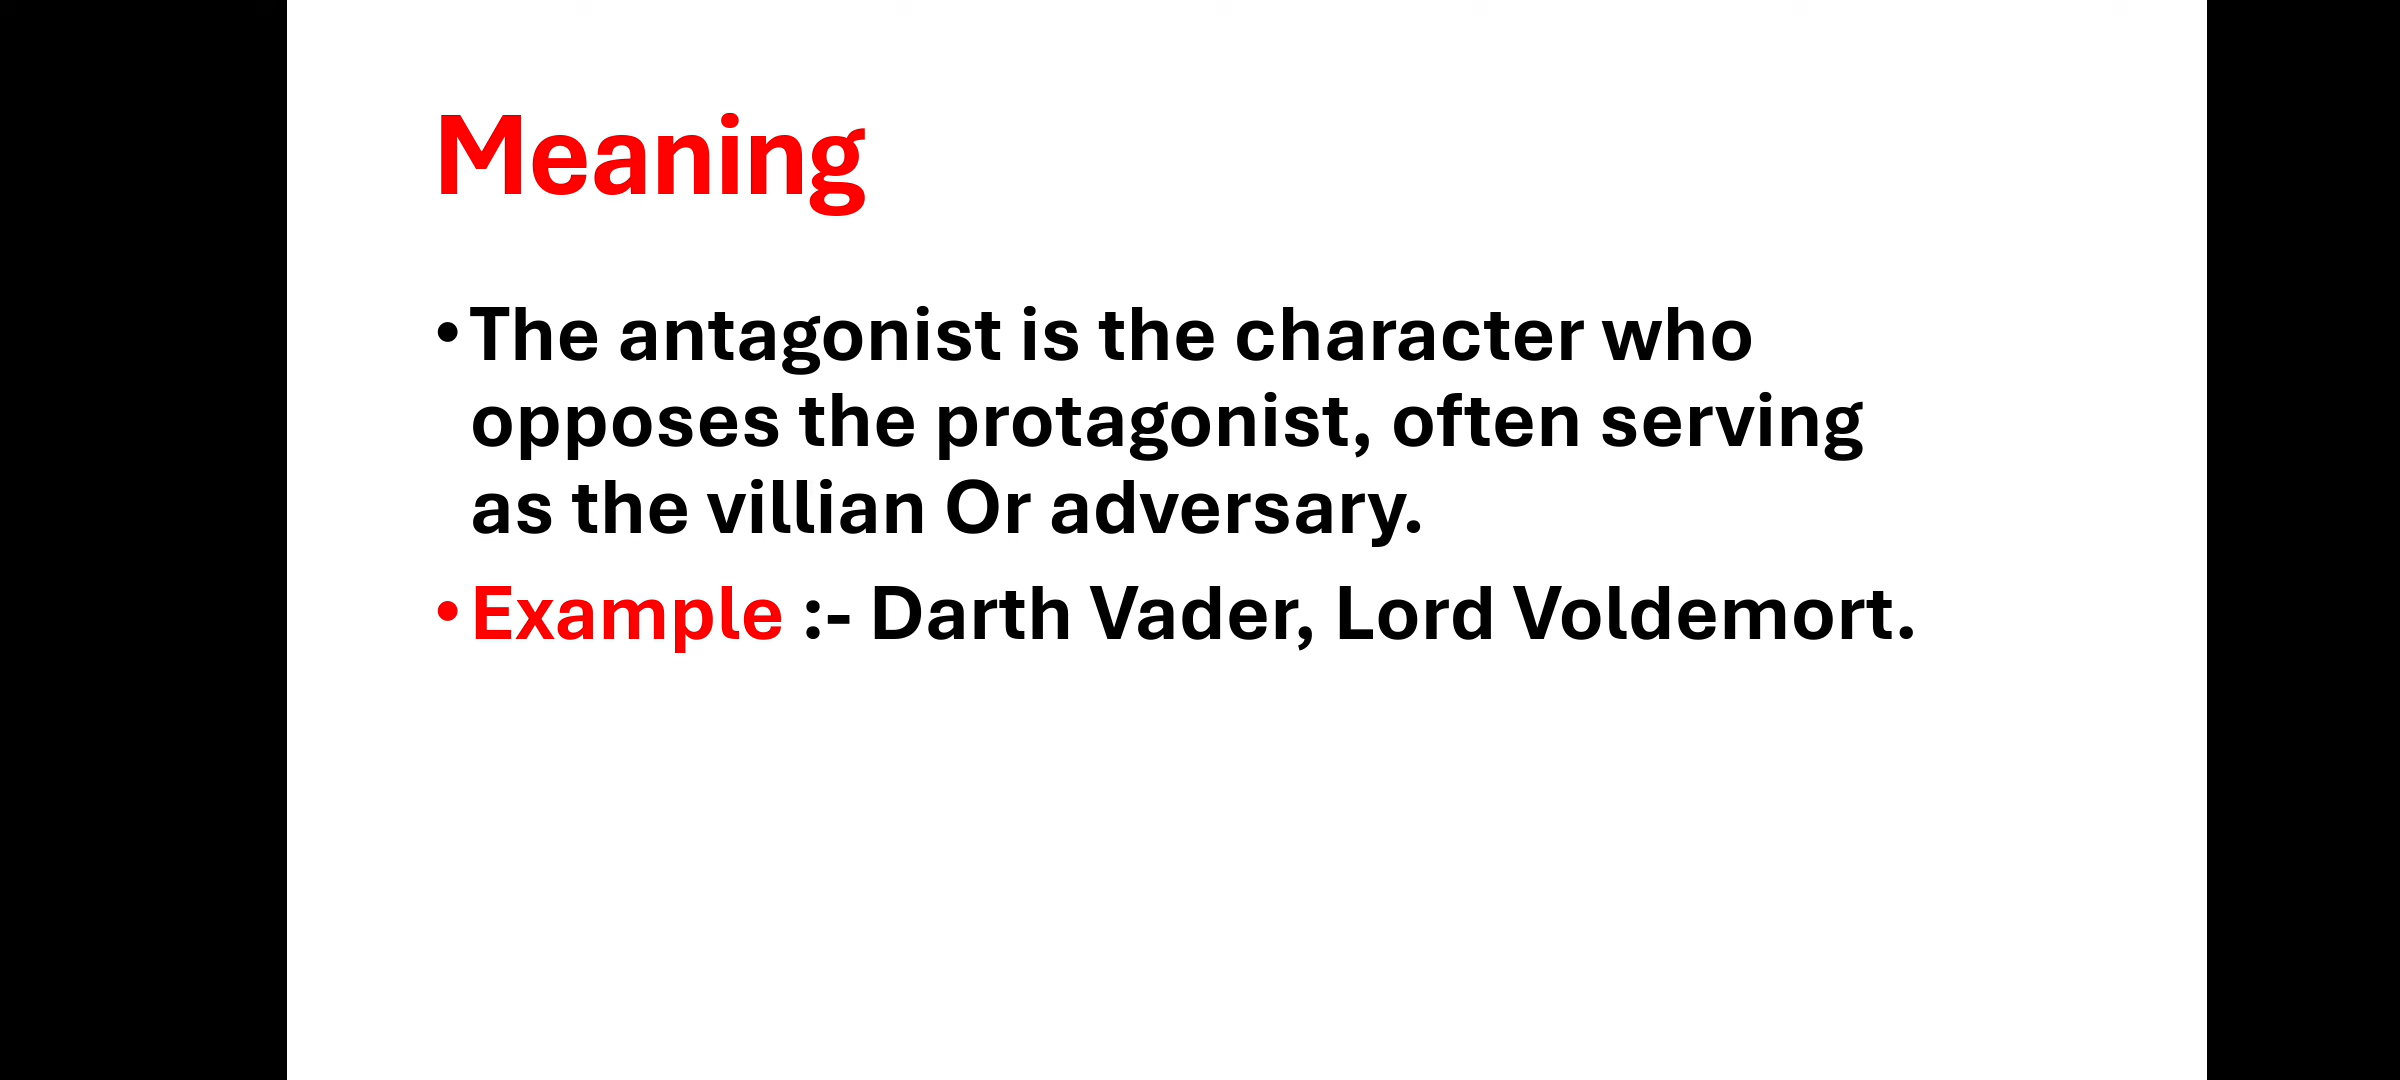 Meaning
•The antagonist is the character who
opposes the protagonist, often serving
as the villian Or adversary.
•Example :- Darth Vader, Lord Voldemort.